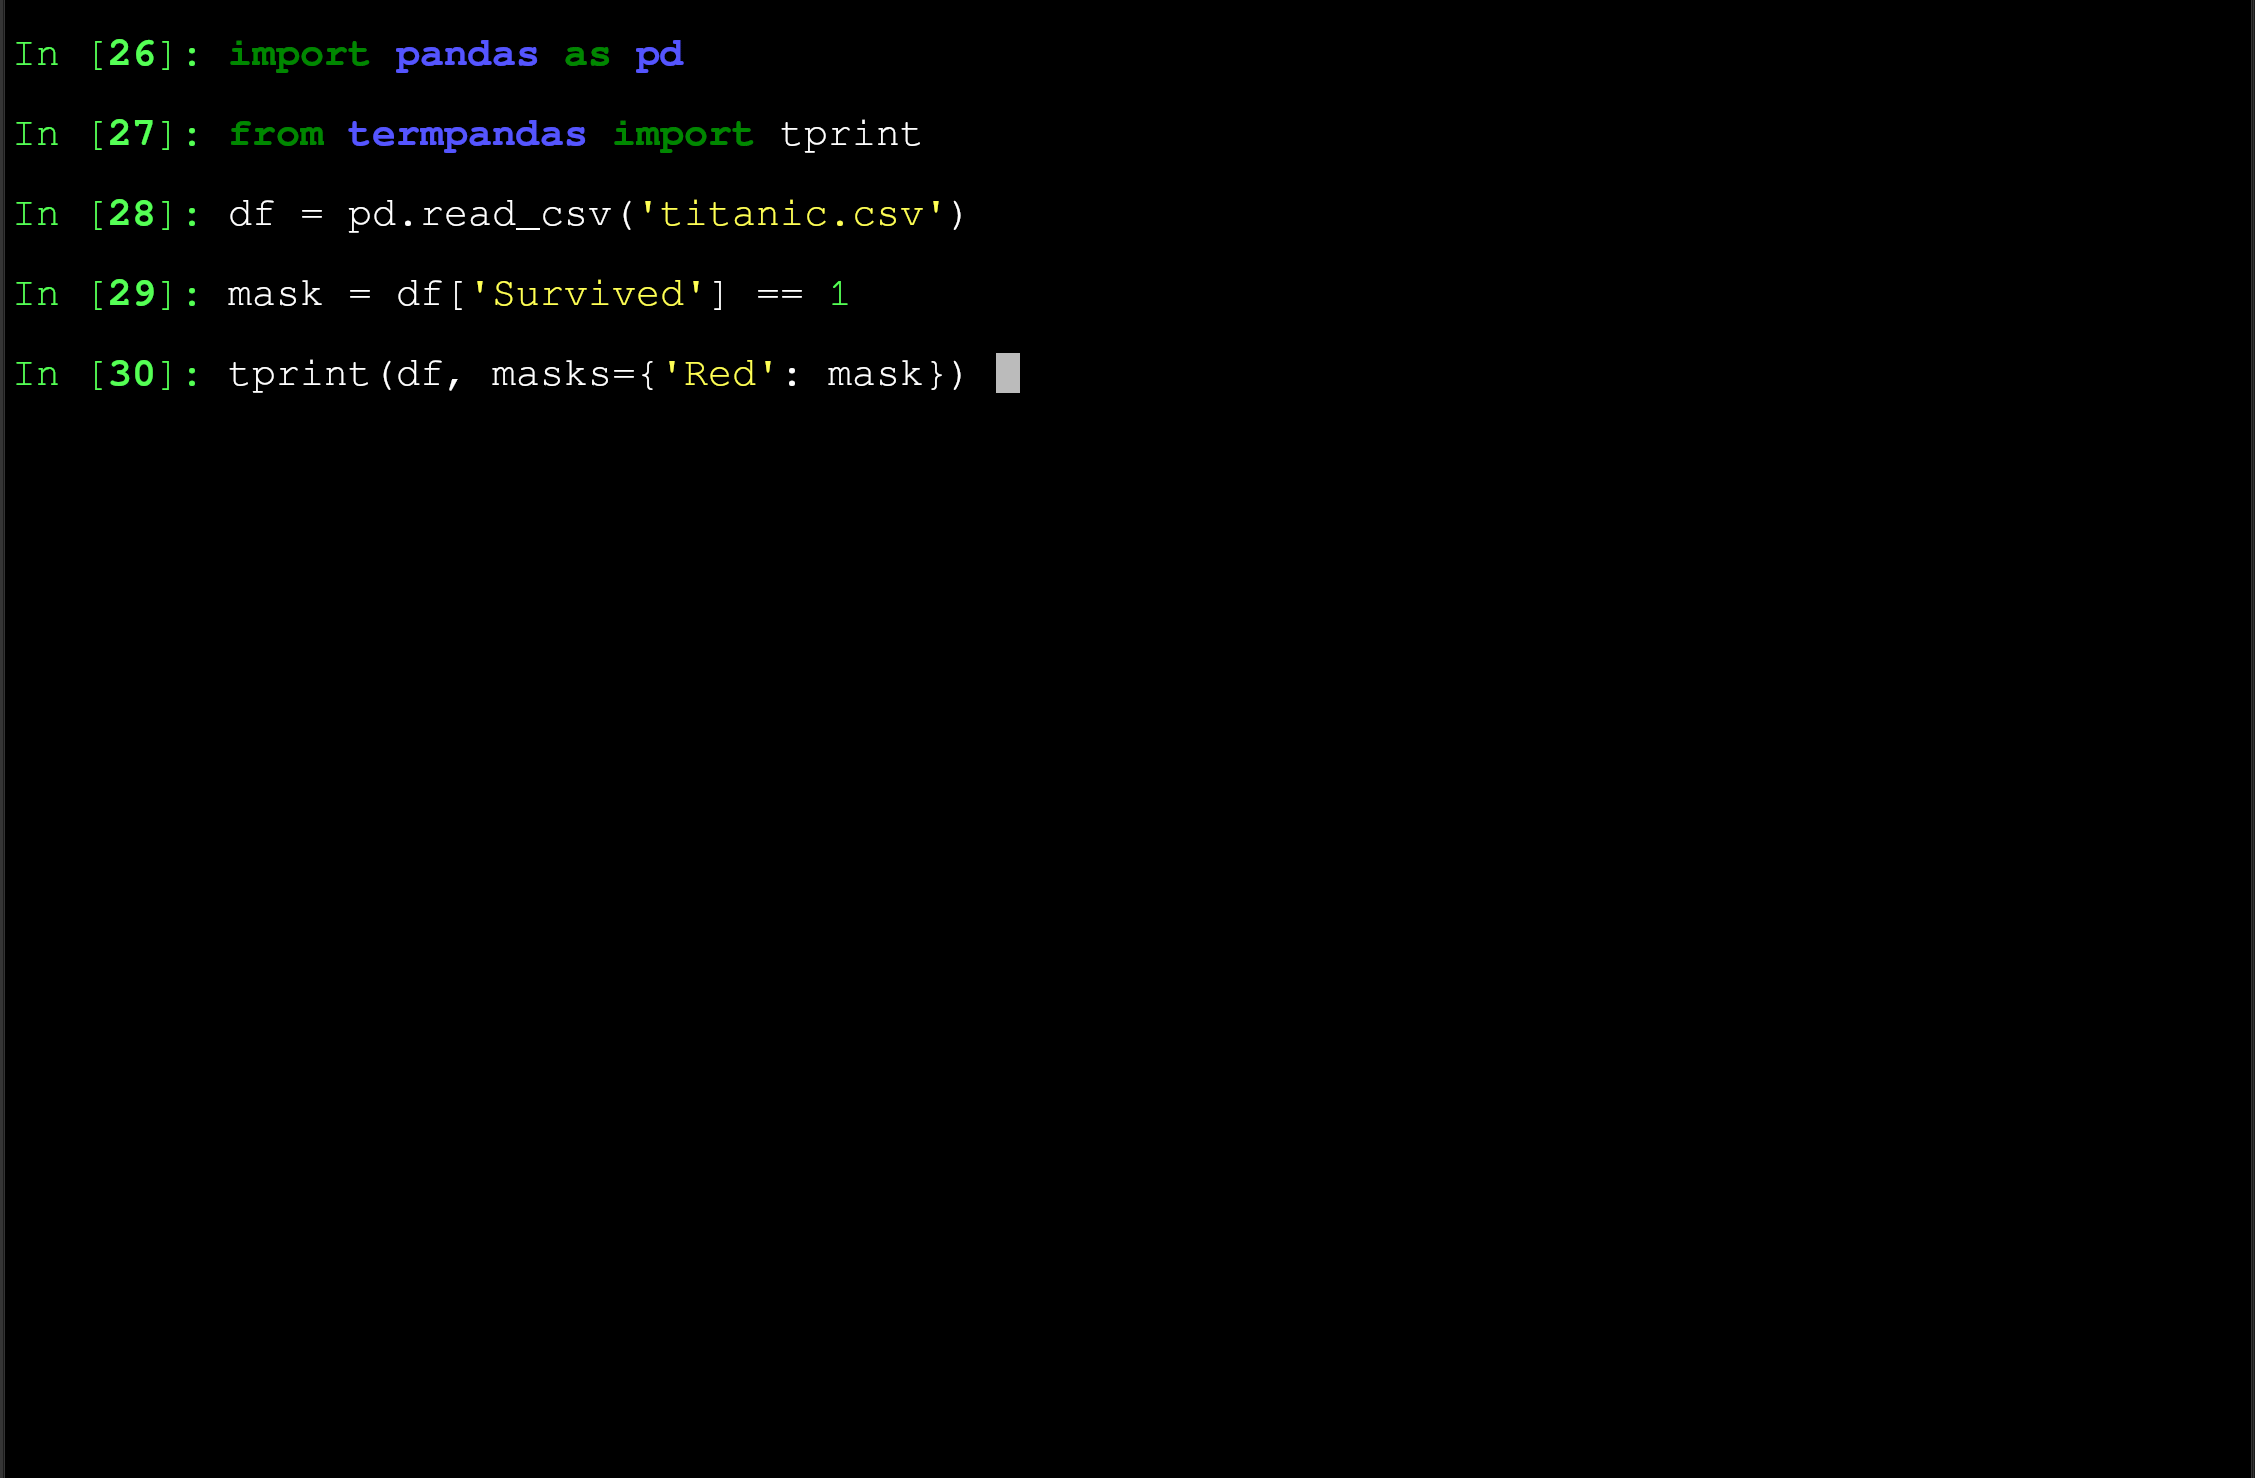 In [26]: import pandas as pd
In [27]: from termpandas import tprint
In [28]: df = pd.read_csv('titanic.csv')
In [29]: mask = df['Survived'] == 1
In [30]: tprint(df, masks={'Red': mask})